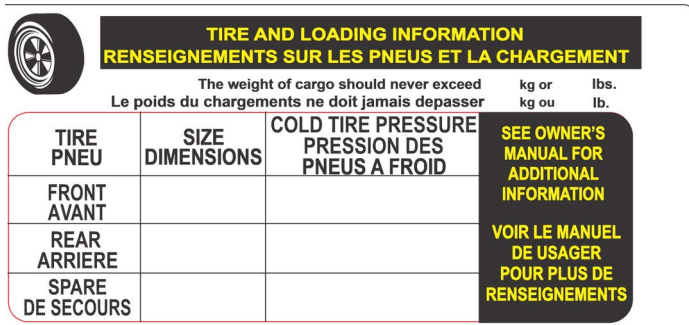 TIRE AND LOADING INFORMATION
RENSEIGNEMENTS SUR LES PNEUS ET LA CHARGEMENT
The weight of cargo should never exceed kg or lbs.
Le poids du chargements ne doit jamais depasser kg ou lb.
TIRE
PNEU
SIZE
DIMENSIONS
COLD TIRE PRESSURE
PRESSION DES
PNEUS A FROID
FRONT
AVANT
REAR
ARRIERE
SPARE
DE SECOURS
SEE OWNER'S
MANUAL FOR
ADDITIONAL
INFORMATION
VOIR LE MANUEL
DE USAGER
POUR PLUS DE
RENSEIGNEMENTS